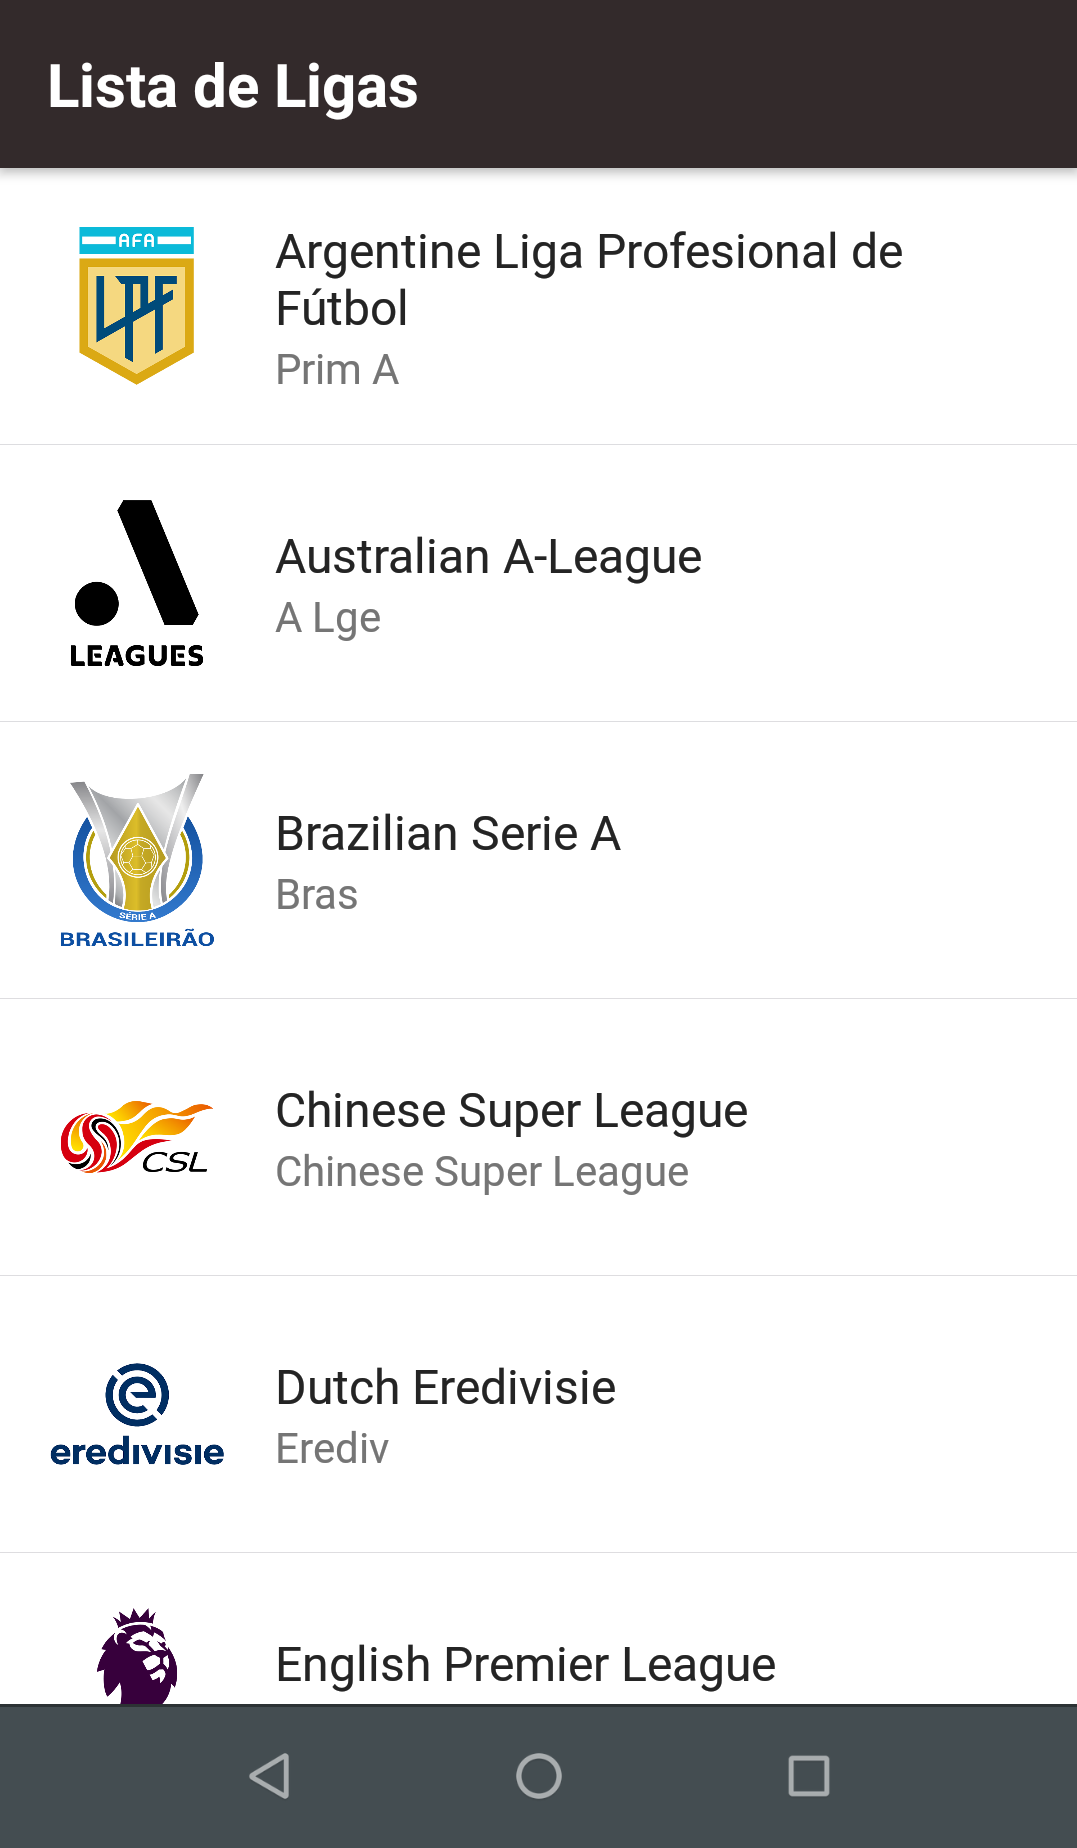 Lista de Ligas
AFA
LPF
Argentine Liga Profesional de
Fútbol
Prim A
LEAGUES
Australian A-League
A Lge
SÉRIE A
BRASILEIRÃO
Brazilian Serie A
Bras
CSL
Chinese Super League
Chinese Super League
eredivisie
Dutch Eredivisie
Erediv
English Premier League